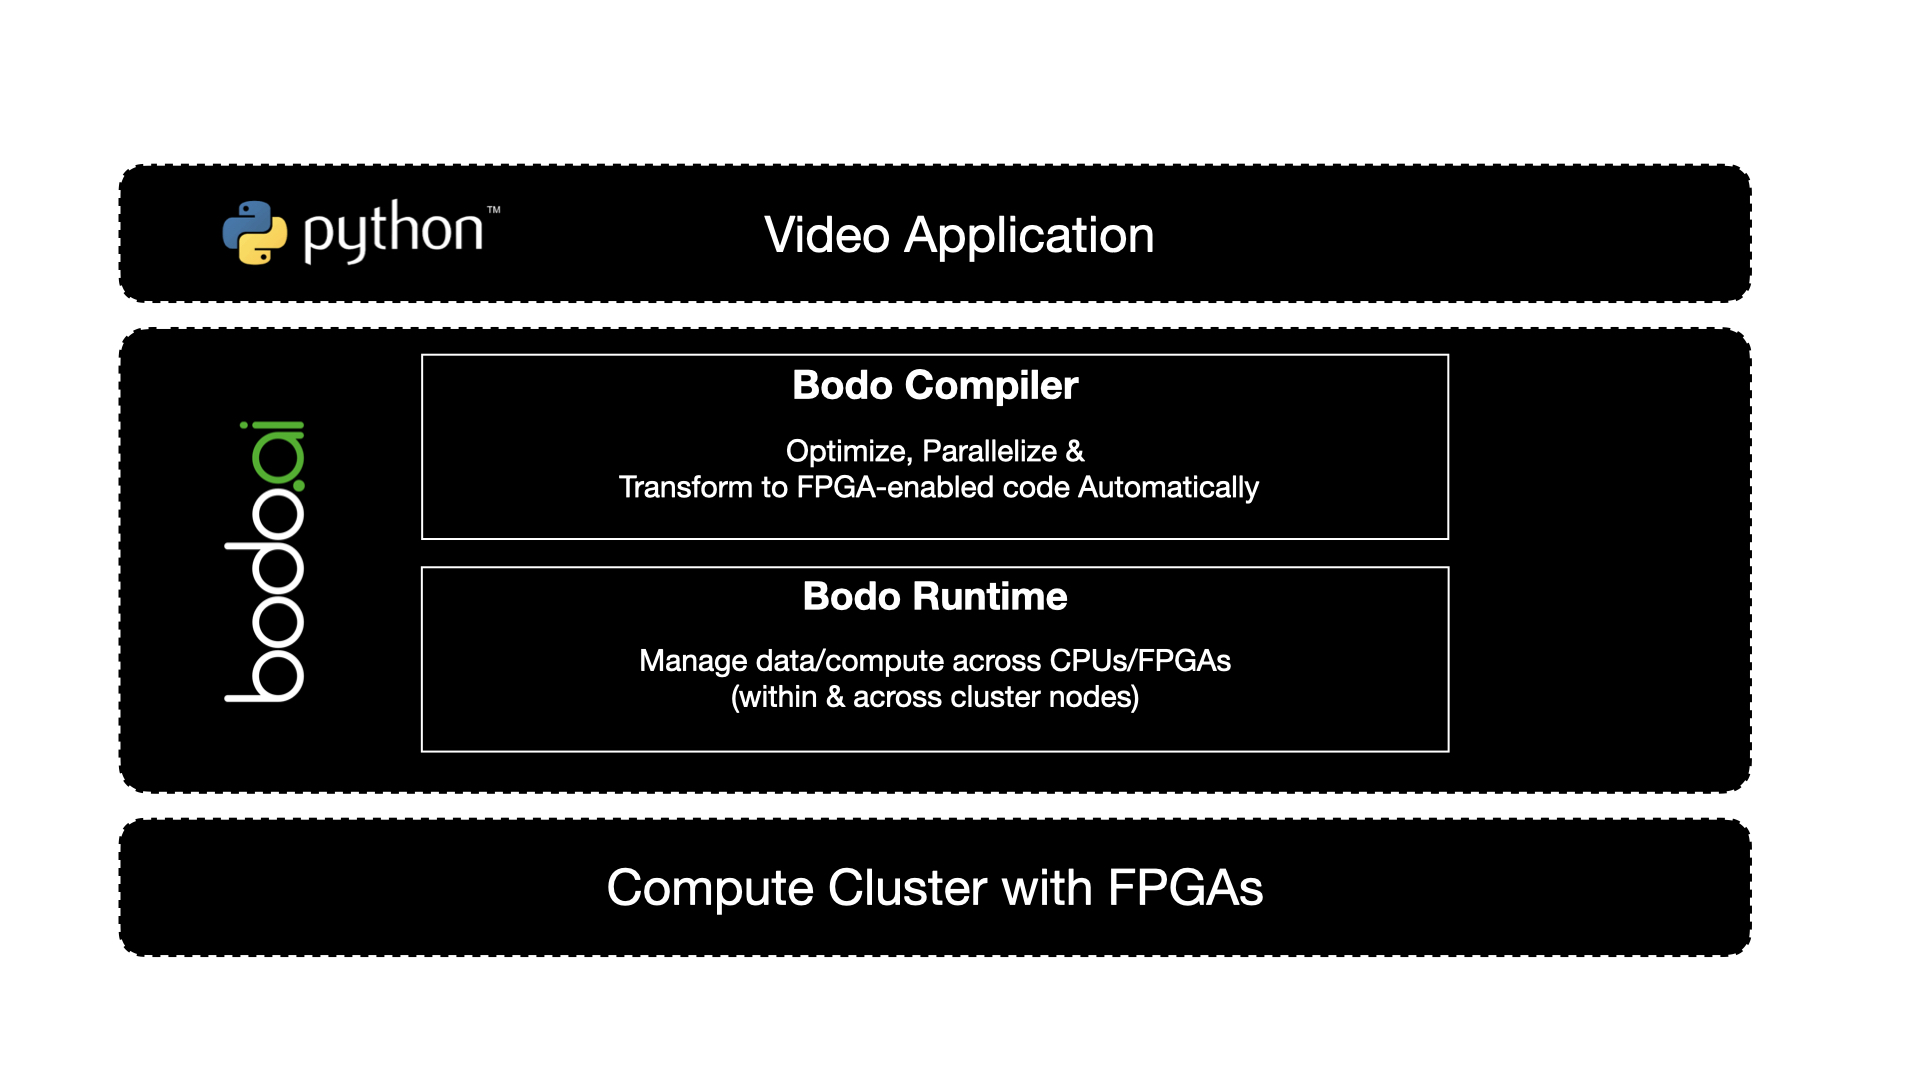 python™
Video Application
Bodo Compiler
Optimize, Parallelize &
Transform to FPGA-enabled code Automatically
bodo.ai
Bodo Runtime
Manage data/compute across CPUs/FPGAs
(within & across cluster nodes)
Compute Cluster with FPGAs